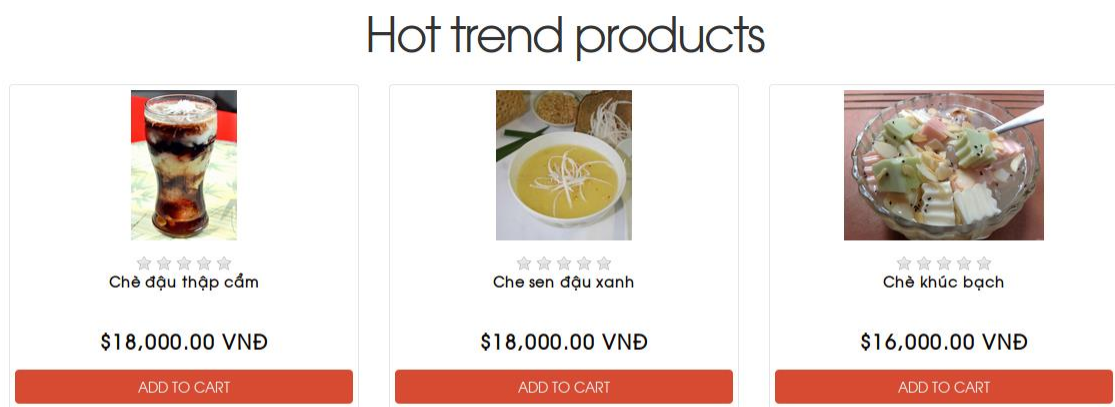 Hot trend products
Chè đậu thập cẩm
Che sen đậu xanh
Chè khúc bạch
$18,000.00 VNĐ
$18,000.00 VNĐ
$16,000.00 VNĐ
ADD TO CART
ADD TO CART
ADD TO CART